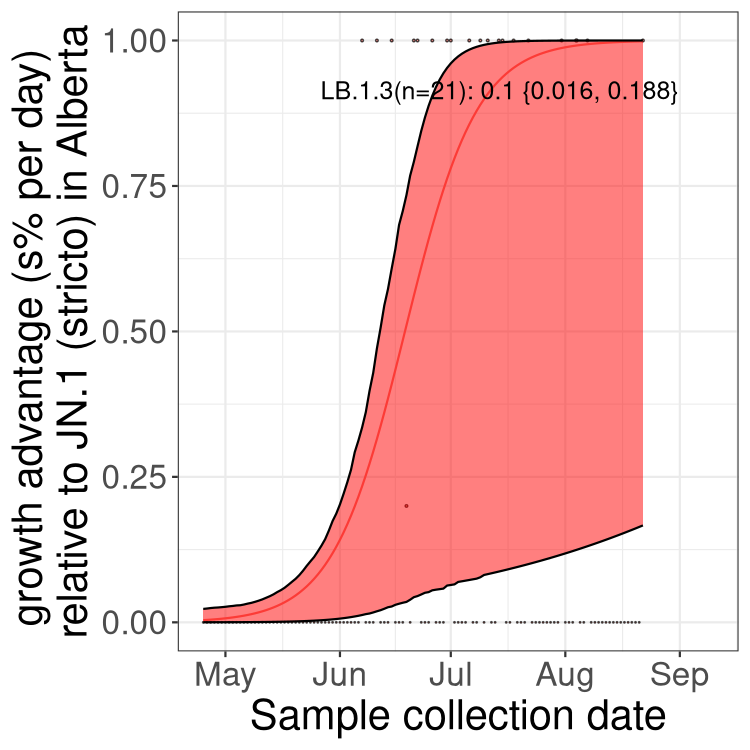 growth advantage (s% per day)
relative to JN.1 (stricto) in Alberta
1.00
0.75
0.50
0.25
0.00
LB.1.3(n=21): 0.1 {0.016, 0.188}
May Jun Jul Aug Sep
Sample collection date